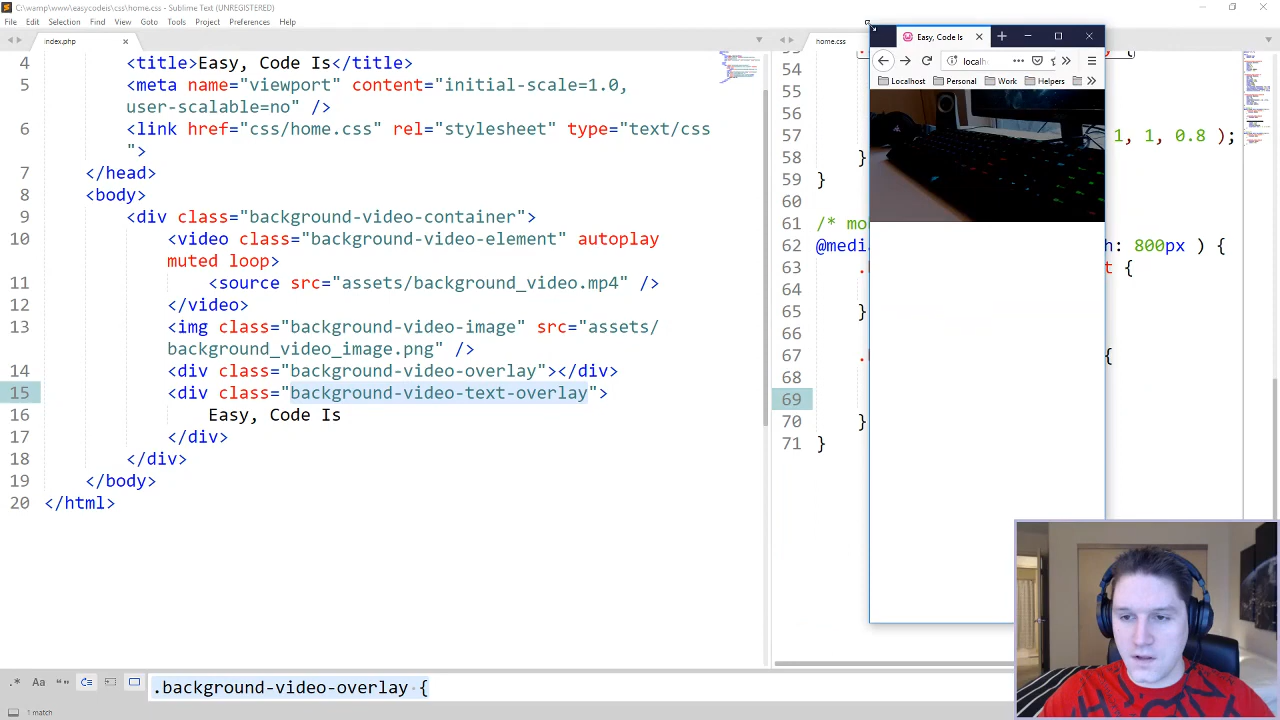 C:\wamp\www\easycodeis\css\home.css - Sublime Text (UNREGISTERED)
File Edit Selection Find View Goto Tools Project Preferences Help
index.php
4 <title>Easy, Code Is</title>
5 <meta name="viewport" content="initial-scale=1.0,
user-scalable=no" />
6 <link href="css/home.css" rel="stylesheet" type="text/css
">
7 </head>
8 <body>
9 <div class="background-video-container">
10 <video class="background-video-element" autoplay
muted loop>
11 <source src="assets/background_video.mp4" />
12 </video>
13 <img class="background-video-image" src="assets/
background_video_image.png" />
14 <div class="background-video-overlay"></div>
15 <div class="background-video-text-overlay">
16 Easy, Code Is
17 </div>
18 </div>
19 </body>
20 </html>
home.css
54
55
56
57 1, 1, 0.8 );
58 }
59 }
60
61 /* mo
62 @media h: 800px ) {
63 . t {
64
65 }
66
67 . {
68
69
70 }
71 }
Easy, Code Is
localh
Localhost Personal Work Helpers
.background-video-overlay {
1 match